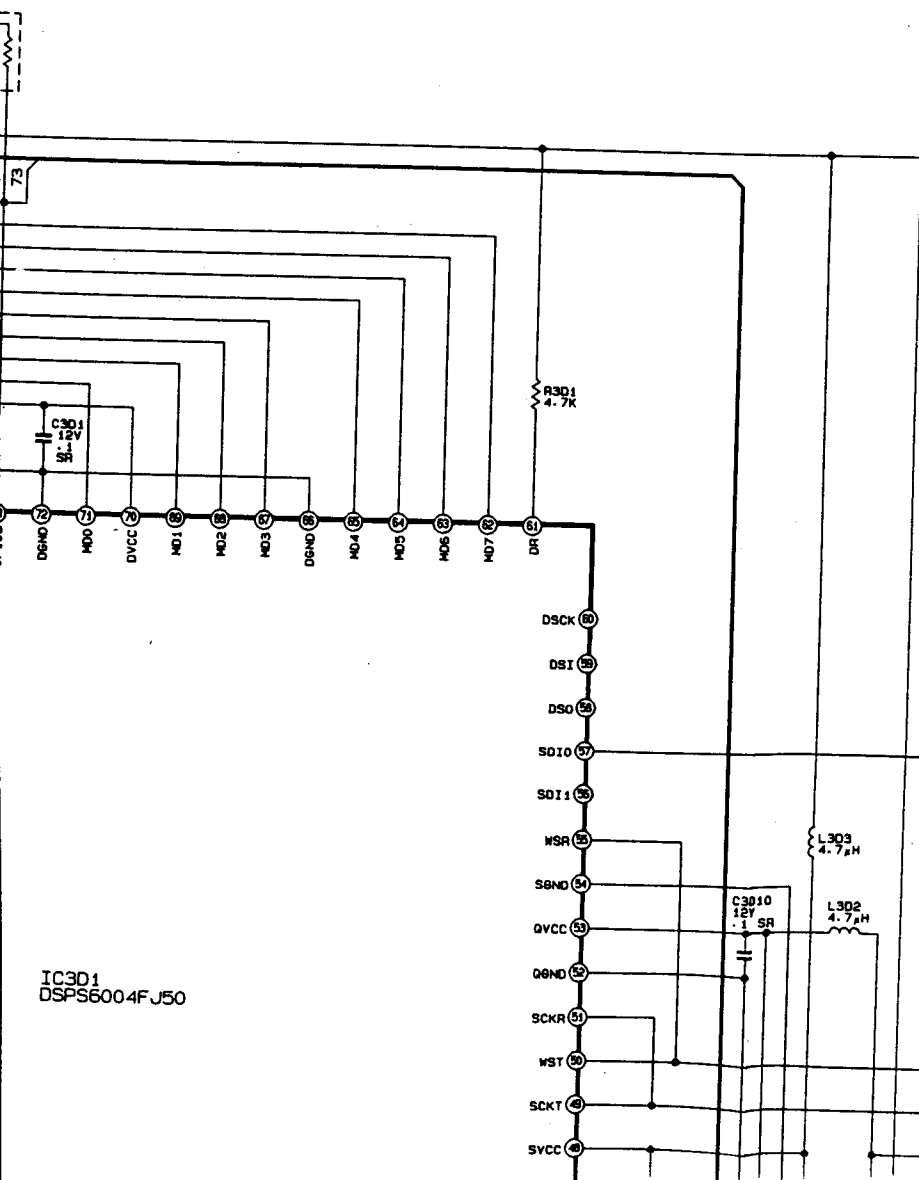 73
R3D1
4.7K
C3D1
12V
.1
SR
72
71
70
69
68
67
66
65
64
63
62
61
DGND
MD0
DVCC
MD1
MD2
MD3
DGND
MD4
MD5
MD6
MD7
DR
DSCK 60
DSI 59
DSO 58
SDI0 57
SDI1 56
WSR 55
SGND 54
QVCC 53
QGND 52
SCKR 51
WST 50
SCKT 49
SVCC 48
L3D3
4.7µH
C3D10
12V
.1 SR
L3D2
4.7µH
IC3D1
DSPS6004FJ50